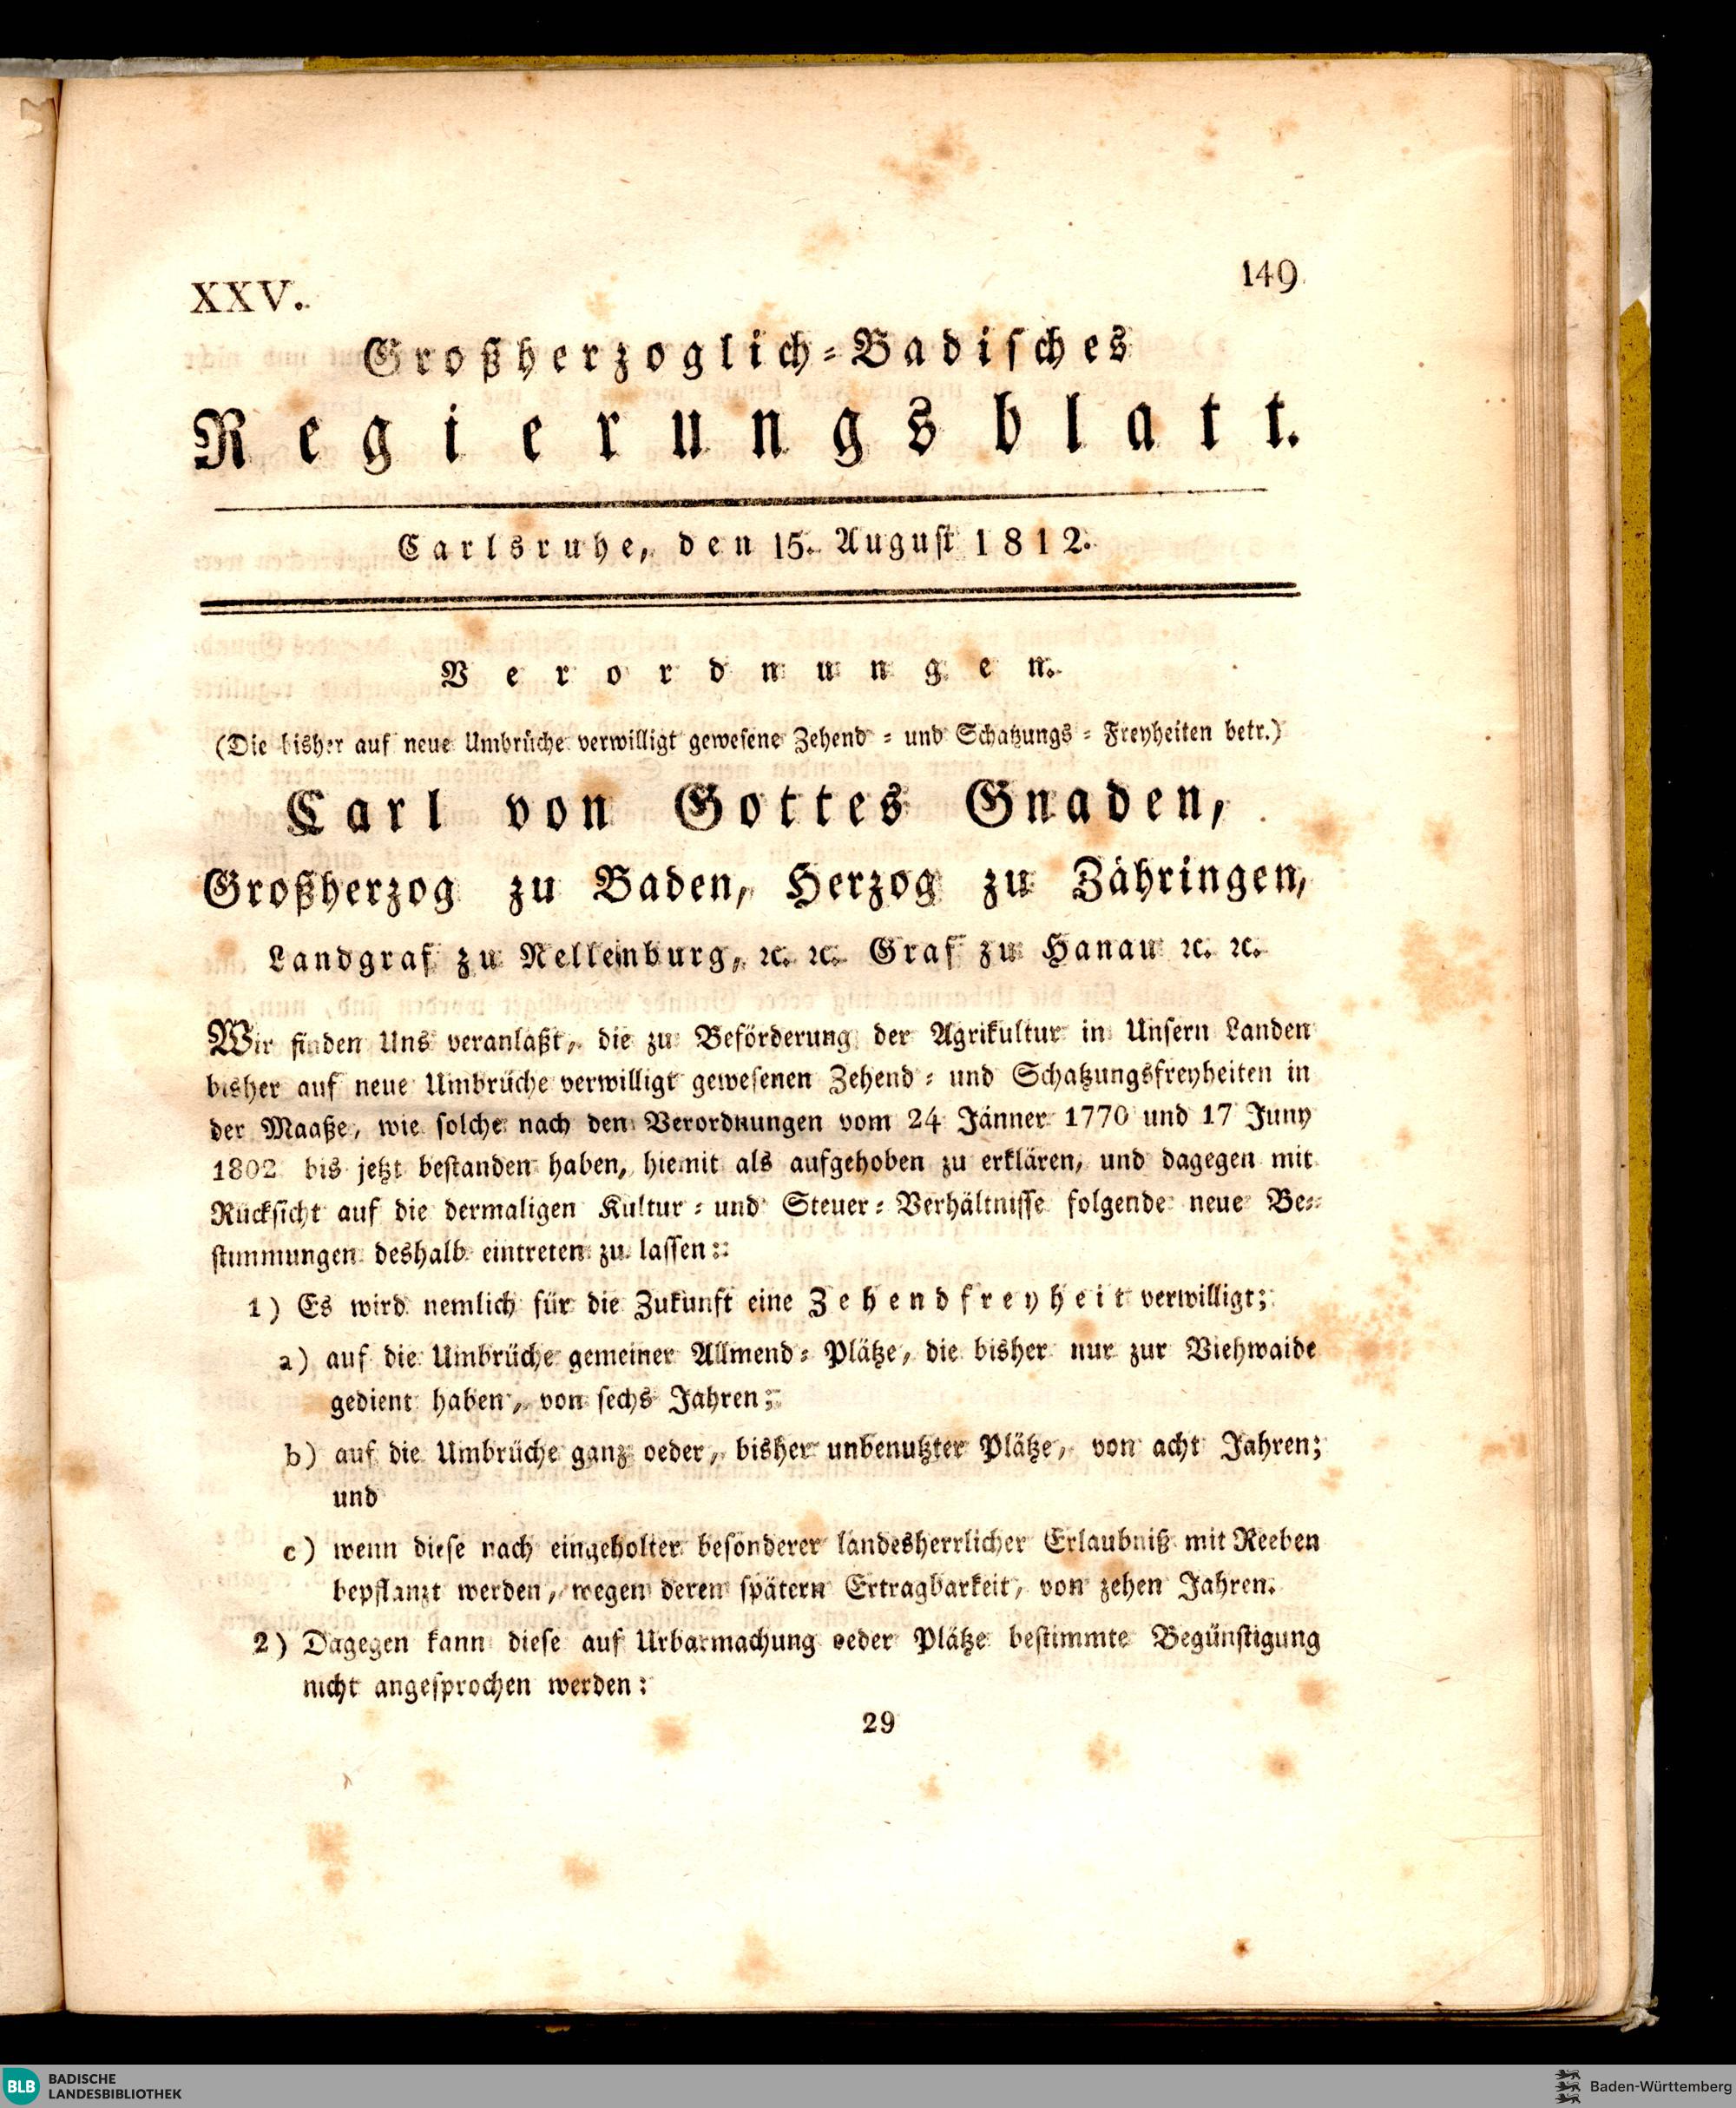 XXV.
149
Großherzoglich-Badisches
Regierungsblatt.
Carlsruhe, den 15. August 1812.
Verordnungen.
(Die bisher auf neue Umbrüche verwilligt gewesene Zehend- und Schatzungs-Freyheiten betr.)
Carl von Gottes Gnaden,
Großherzog zu Baden, Herzog zu Zähringen,
Landgraf zu Nellenburg, ꝛc. ꝛc. Graf zu Hanau ꝛc. ꝛc.
Wir finden Uns veranlaßt, die zu Beförderung der Agrikultur in Unsern Landen
bisher auf neue Umbrüche verwilligt gewesenen Zehend- und Schatzungsfreyheiten in
der Maaße, wie solche nach den Verordnungen vom 24 Jänner 1770 und 17 Juny
1802 bis jetzt bestanden haben, hiemit als aufgehoben zu erklären, und dagegen mit
Rücksicht auf die dermaligen Kultur- und Steuer-Verhältnisse folgende neue Be-
stimmungen deshalb eintreten zu lassen:
1) Es wird nemlich für die Zukunft eine Zehendfreyheit verwilligt;
a) auf die Umbrüche gemeiner Allmend-Plätze, die bisher nur zur Viehwaide
gedient haben, von sechs Jahren;
b) auf die Umbrüche ganz oeder, bisher unbenutzter Plätze, von acht Jahren;
und
c) wenn diese nach eingeholter besonderer landesherrlicher Erlaubniß mit Reeben
bepflanzt werden, wegen deren spätern Ertragbarkeit, von zehen Jahren.
2) Dagegen kann diese auf Urbarmachung oeder Plätze bestimmte Begünstigung
nicht angesprochen werden:
29
BLB BADISCHE
LANDESBIBLIOTHEK
Baden-Württemberg